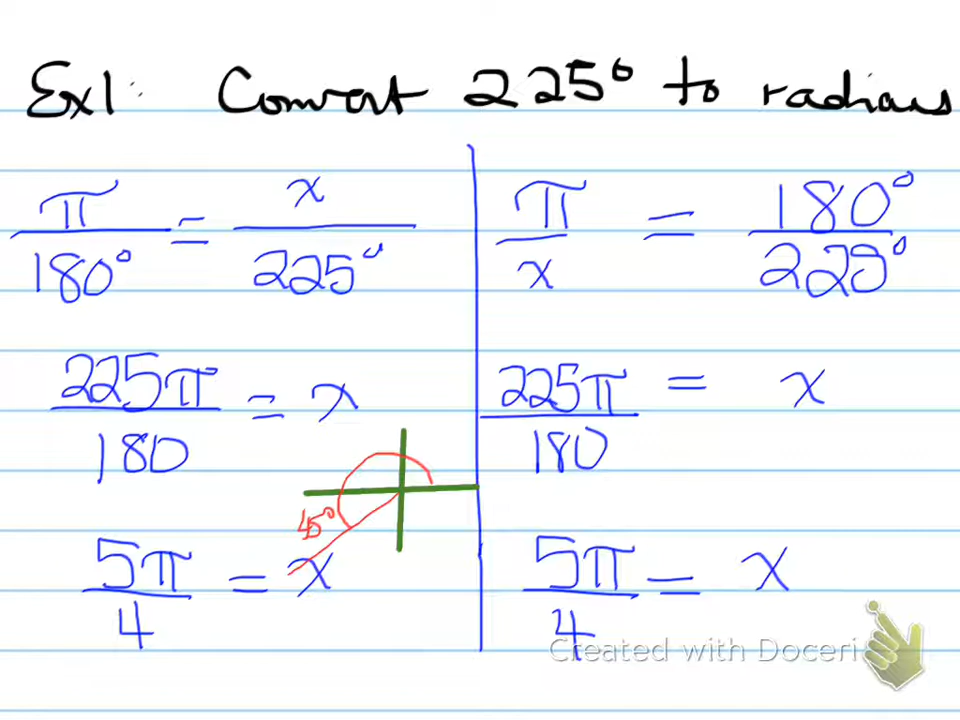 Ex1: Convert 225° to radians
π/180° = x/225°
225π/180 = x
45°
5π/4 = x
π/x = 180°/225°
225π/180 = x
5π/4 = x
Created with Doceri